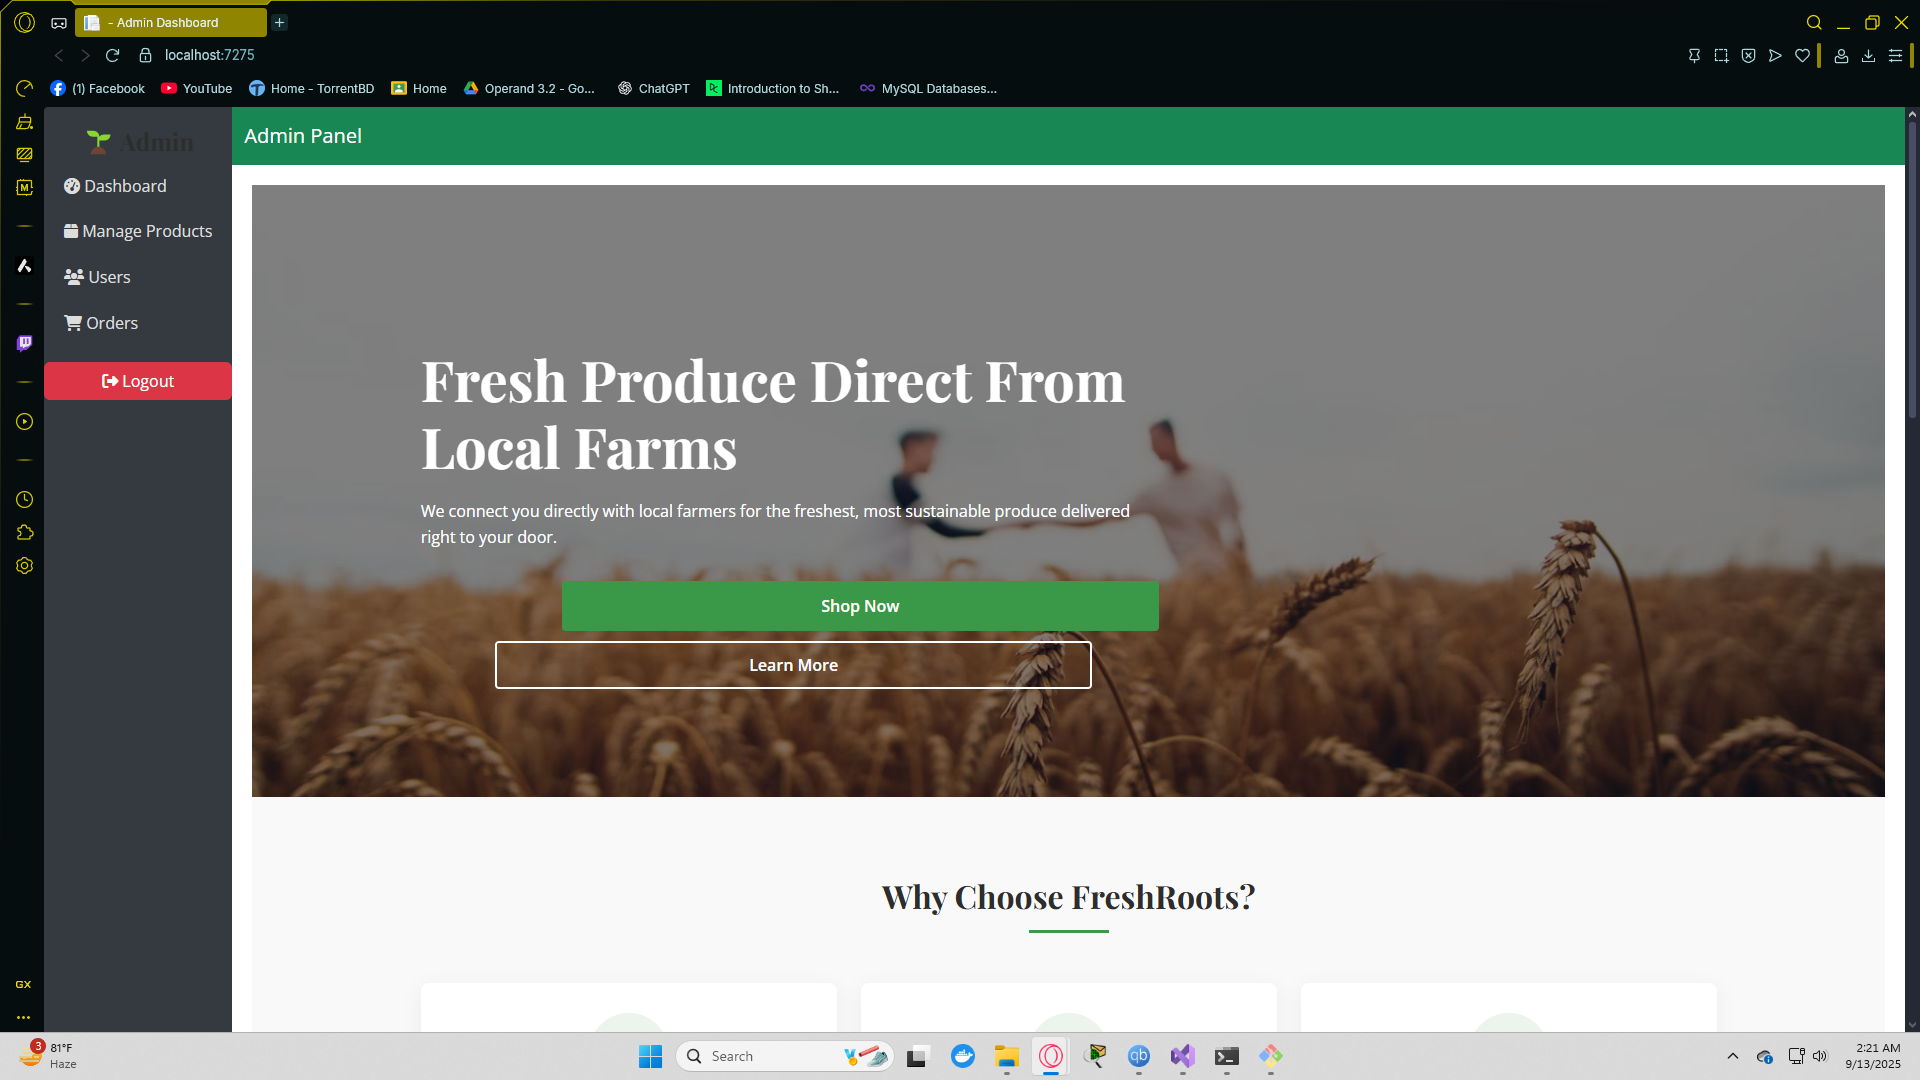 - Admin Dashboard
localhost:7275
(1) Facebook
YouTube
Home - TorrentBD
Home
Operand 3.2 - Go...
ChatGPT
Introduction to Sh...
MySQL Databases...
Admin
Dashboard
Manage Products
Users
Orders
Logout
Admin Panel
Fresh Produce Direct From
Local Farms
We connect you directly with local farmers for the freshest, most sustainable produce delivered
right to your door.
Shop Now
Learn More
Why Choose FreshRoots?
M
GX
3
81°F
Haze
Search
qb
2:21 AM
9/13/2025